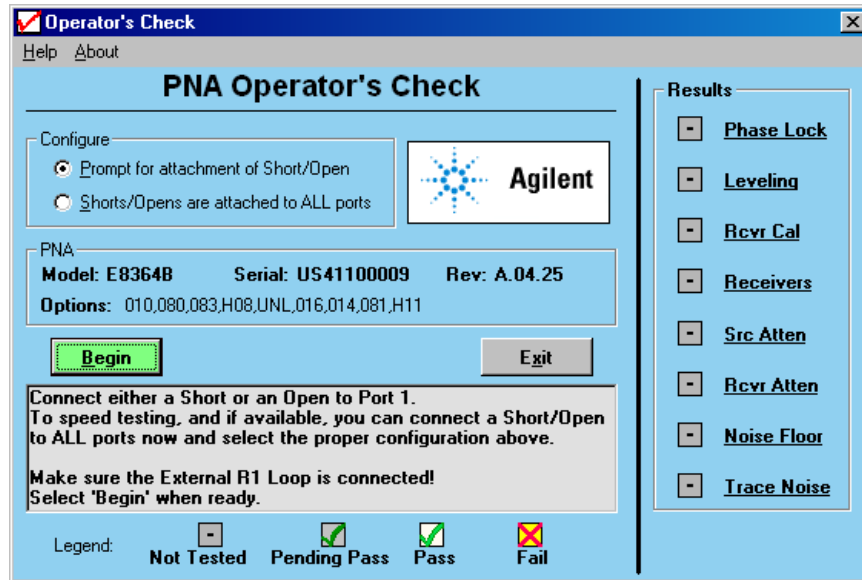 Operator's Check
Help About
PNA Operator's Check
Configure
Prompt for attachment of Short/Open
Shorts/Opens are attached to ALL ports
Agilent
PNA
Model: E8364B Serial: US41100009 Rev: A.04.25
Options: 010,080,083,H08,UNL,016,014,081,H11
Begin
Exit
Connect either a Short or an Open to Port 1.
To speed testing, and if available, you can connect a Short/Open
to ALL ports now and select the proper configuration above.
Make sure the External R1 Loop is connected!
Select 'Begin' when ready.
Legend:
- Not Tested
Pending Pass
Pass
Fail
Results
- Phase Lock
- Leveling
- Rcvr Cal
- Receivers
- Src Atten
- Rcvr Atten
- Noise Floor
- Trace Noise